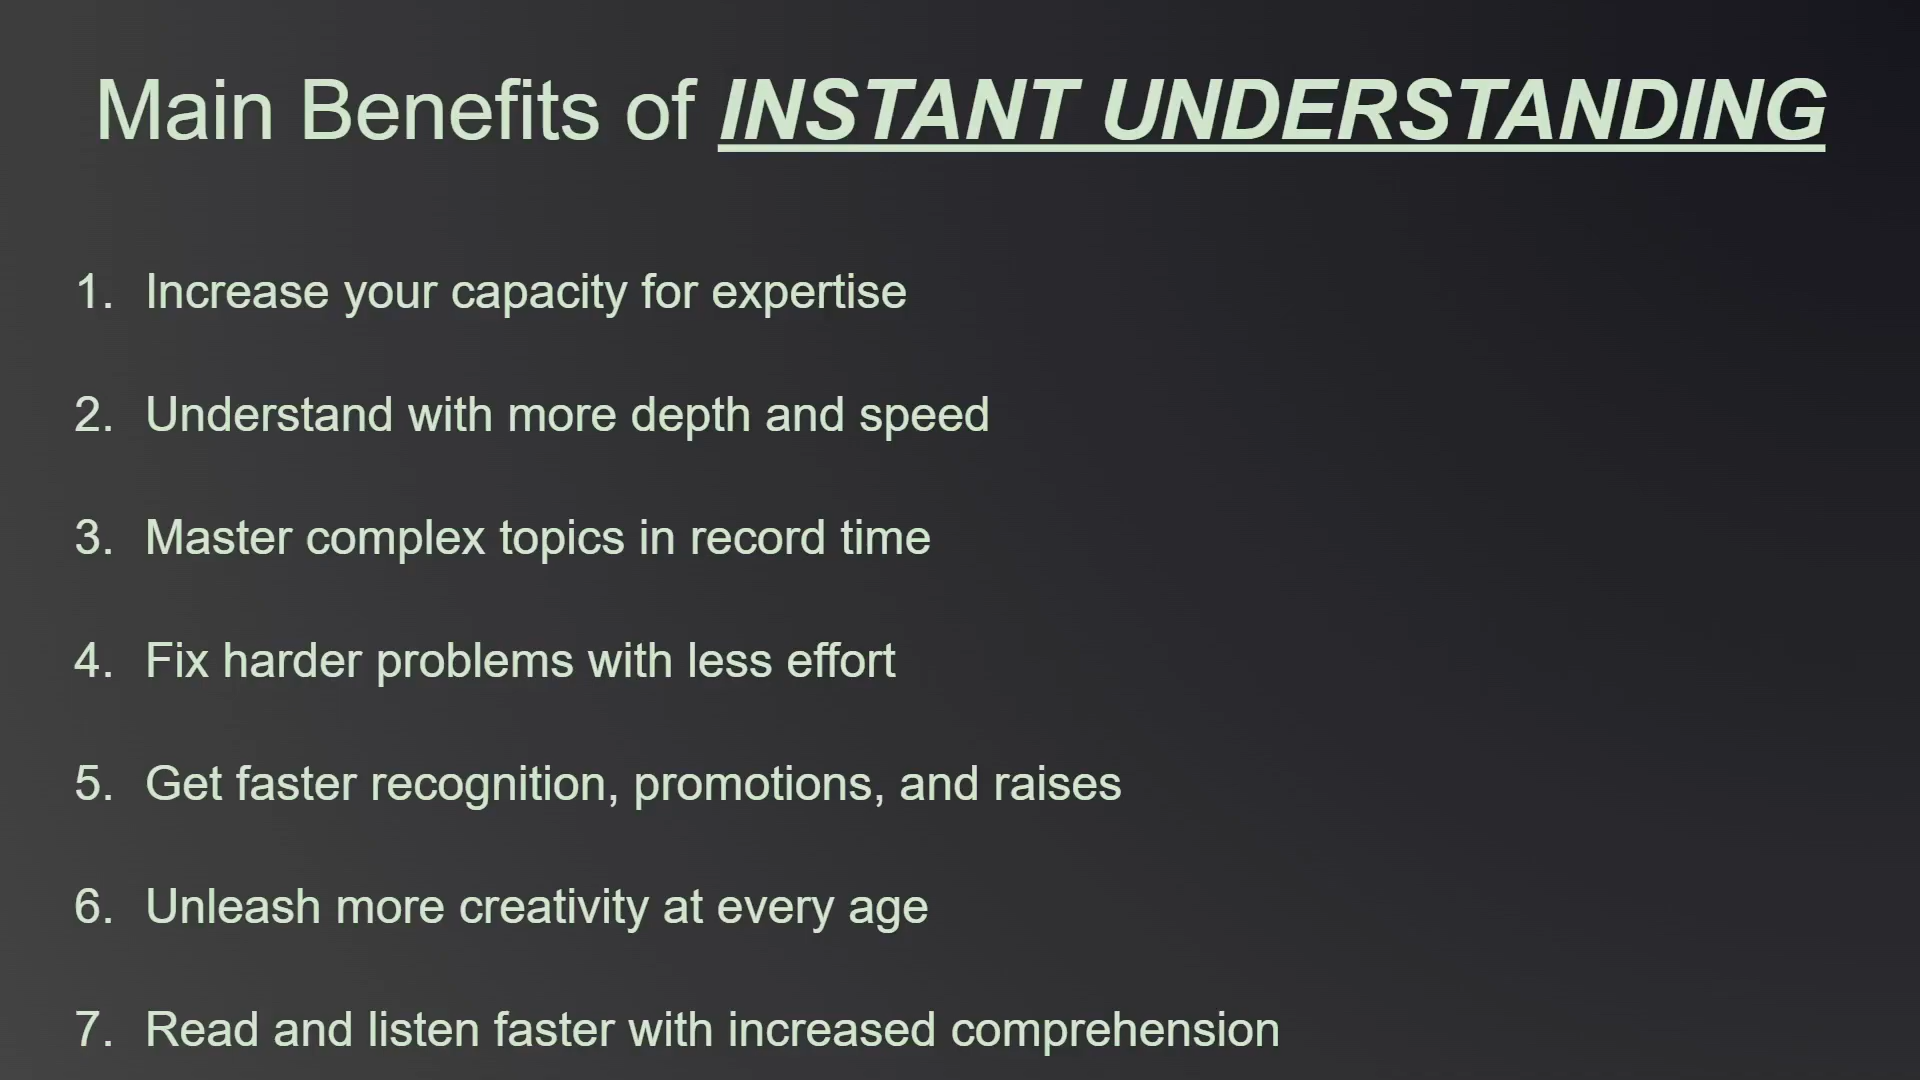 Main Benefits of INSTANT UNDERSTANDING
1. Increase your capacity for expertise
2. Understand with more depth and speed
3. Master complex topics in record time
4. Fix harder problems with less effort
5. Get faster recognition, promotions, and raises
6. Unleash more creativity at every age
7. Read and listen faster with increased comprehension